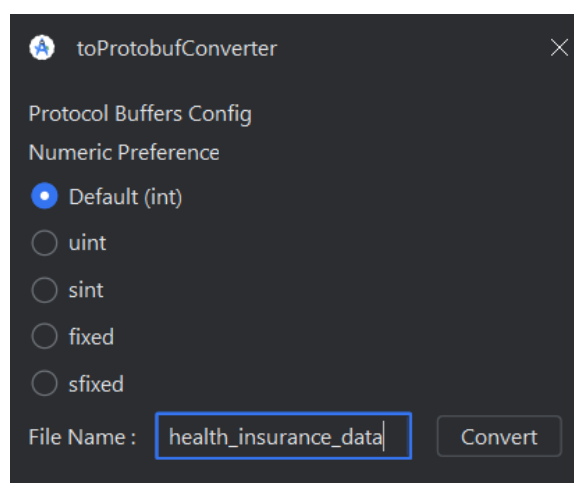 toProtobufConverter
Protocol Buffers Config
Numeric Preference
Default (int)
uint
sint
fixed
sfixed
File Name : health_insurance_data Convert